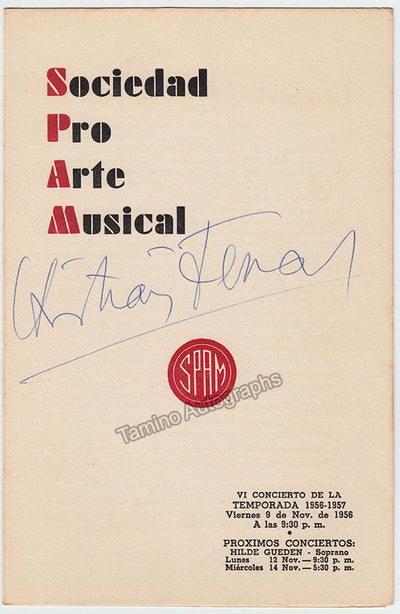 Sociedad
Pro
Arte
Musical
Christian Ferras
SPAM
Tamino Autographs
VI CONCIERTO DE LA
TEMPORADA 1956-1957
Viernes 9 de Nov. de 1956
A las 9:30 p. m.
•
PROXIMOS CONCIERTOS:
HILDE GUEDEN - Soprano
Lunes 12 Nov. — 9:30 p. m.
Miércoles 14 Nov. — 5:30 p. m.